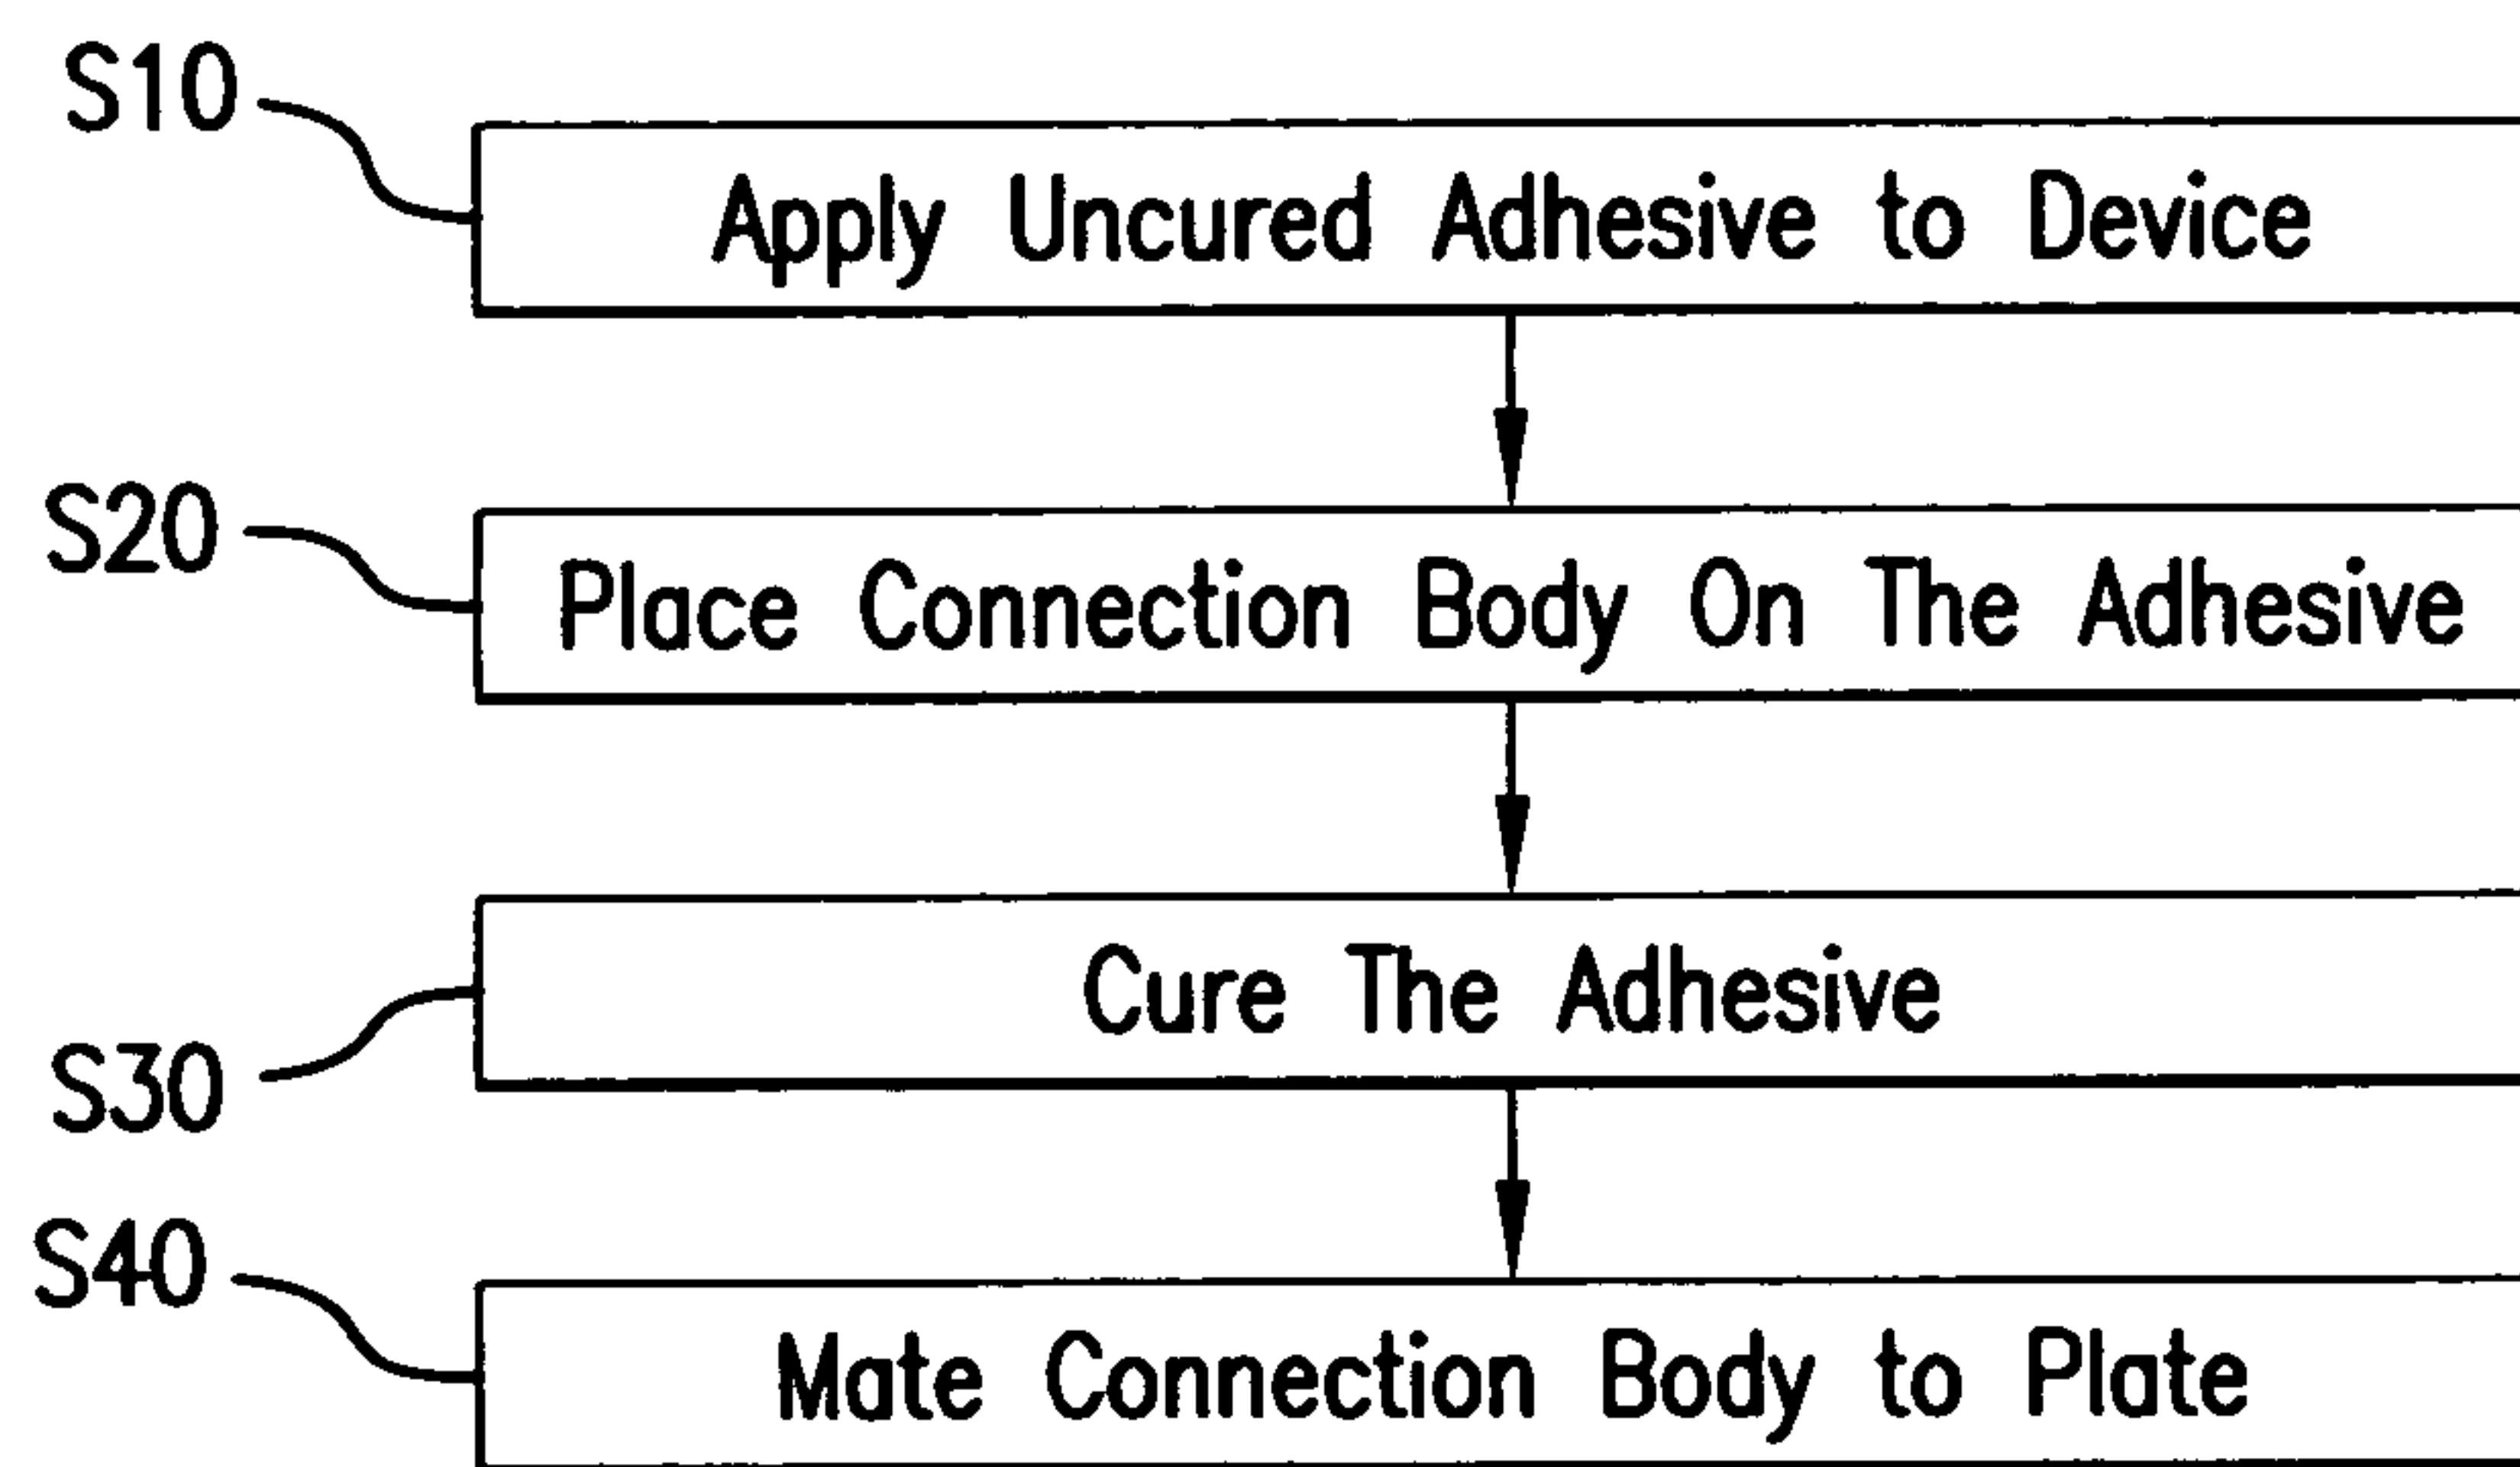 S10
Apply Uncured Adhesive to Device
S20
Place Connection Body On The Adhesive
Cure The Adhesive
S30
S40
Mate Connection Body to Plate